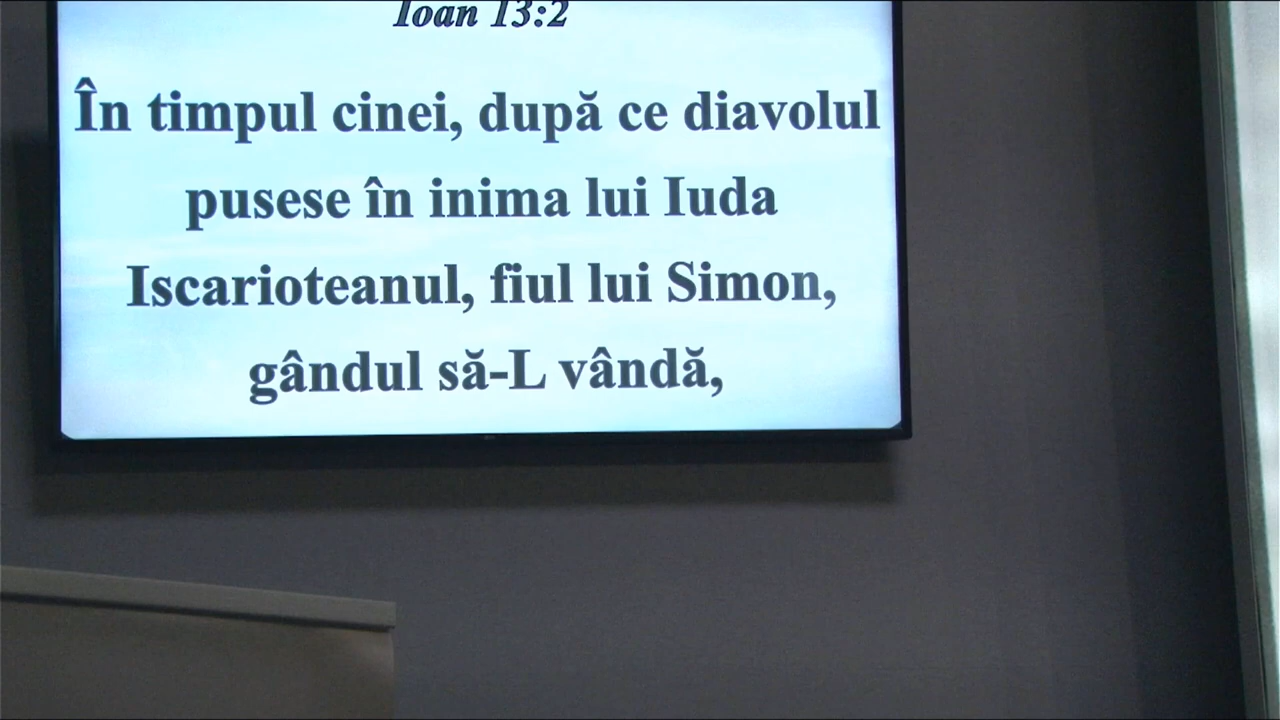 Ioan 13:2
În timpul cinei, după ce diavolul
pusese în inima lui Iuda
Iscarioteanul, fiul lui Simon,
gândul să-L vândă,